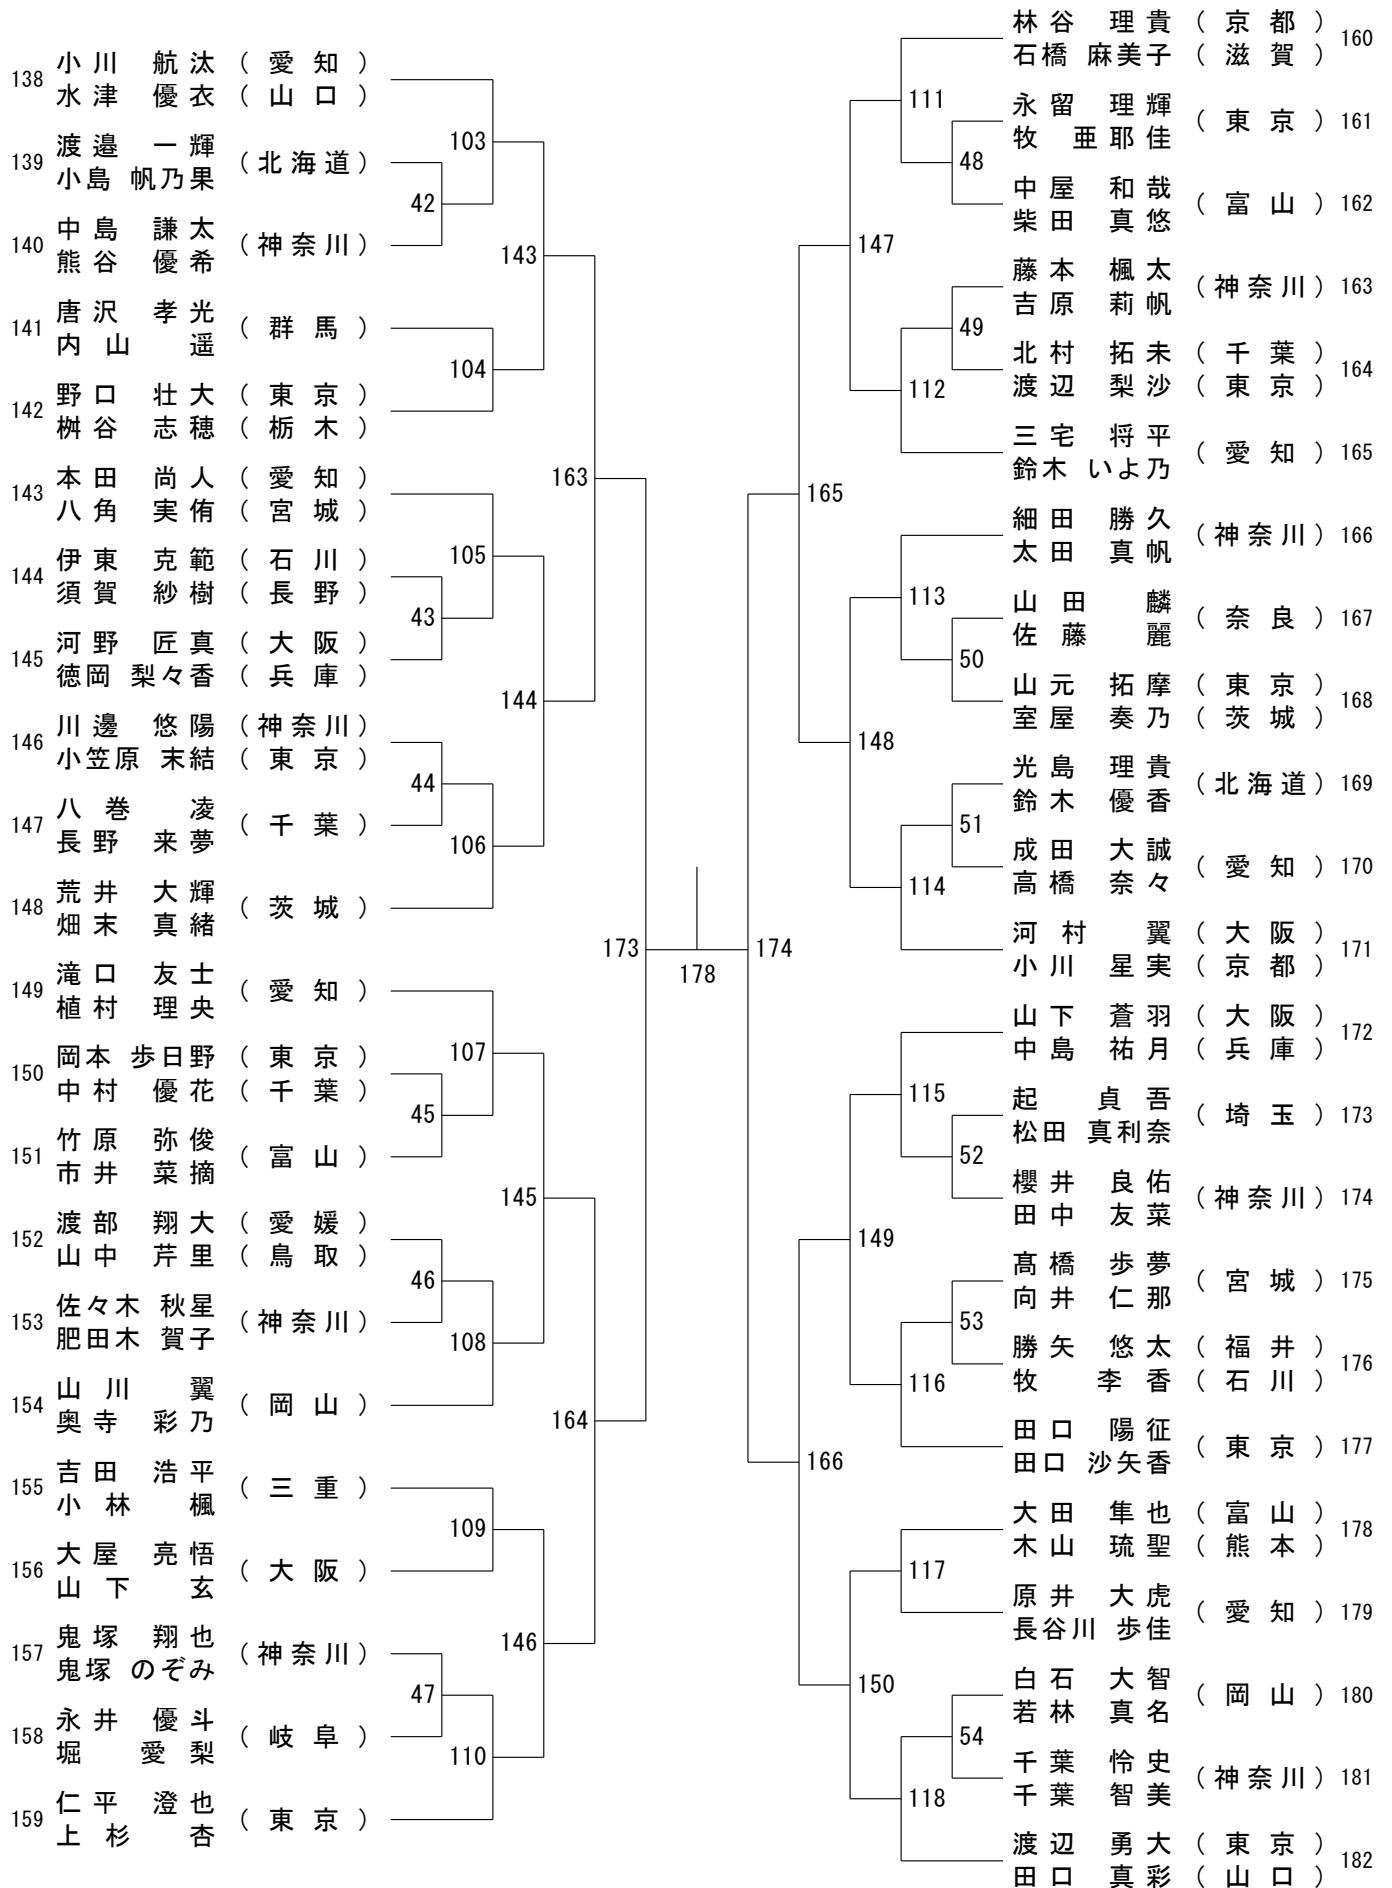 138 小川 航汰 (愛知)
水津 優衣 (山口)
139 渡邉 一輝 (北海道)
小島 帆乃果
140 中島 謙太 (神奈川)
熊谷 優希
141 唐沢 孝光 (群馬)
内山 遥
142 野口 壮大 (東京)
桝谷 志穂 (栃木)
143 本田 尚人 (愛知)
八角 実侑 (宮城)
144 伊東 克範 (石川)
須賀 紗樹 (長野)
145 河野 匠真 (大阪)
徳岡 梨々香 (兵庫)
146 川邊 悠陽 (神奈川)
小笠原 末結 (東京)
147 八巻 凌 (千葉)
長野 来夢
148 荒井 大輝 (茨城)
畑末 真緒
149 滝口 友士 (愛知)
植村 理央
150 岡本 歩日野 (東京)
中村 優花 (千葉)
151 竹原 弥俊 (富山)
市井 菜摘
152 渡部 翔大 (愛媛)
山中 芹里 (鳥取)
153 佐々木 秋星 (神奈川)
肥田木 賀子
154 山川 翼 (岡山)
奥寺 彩乃
155 吉田 浩平 (三重)
小林 楓
156 大屋 亮悟 (大阪)
山下 玄
157 鬼塚 翔也 (神奈川)
鬼塚 のぞみ
158 永井 優斗 (岐阜)
堀 愛梨
159 仁平 澄也 (東京)
上杉 杏
42
43
44
45
46
47
103
104
105
106
107
108
109
110
143
144
145
146
163
164
173
178
174
165
166
147
148
149
150
111
112
113
114
115
116
117
118
48
49
50
51
52
53
54
林谷 理貴 (京都) 160
石橋 麻美子 (滋賀)
永留 理輝 (東京) 161
牧 亜耶佳
中屋 和哉 (富山) 162
柴田 真悠
藤本 楓太 (神奈川) 163
吉原 莉帆
北村 拓未 (千葉) 164
渡辺 梨沙 (東京)
三宅 将平 (愛知) 165
鈴木 いよ乃
細田 勝久 (神奈川) 166
太田 真帆
山田 麟 (奈良) 167
佐藤 麗
山元 拓摩 (東京) 168
室屋 奏乃 (茨城)
光島 理貴 (北海道) 169
鈴木 優香
成田 大誠 (愛知) 170
高橋 奈々
河村 翼 (大阪) 171
小川 星実 (京都)
山下 蒼羽 (大阪) 172
中島 祐月 (兵庫)
起 貞吾 (埼玉) 173
松田 真利奈
櫻井 良佑 (神奈川) 174
田中 友菜
髙橋 歩夢 (宮城) 175
向井 仁那
勝矢 悠太 (福井) 176
牧 李香 (石川)
田口 陽征 (東京) 177
田口 沙矢香
大田 隼也 (富山) 178
木山 琉聖 (熊本)
原井 大虎 (愛知) 179
長谷川 歩佳
白石 大智 (岡山) 180
若林 真名
千葉 怜史 (神奈川) 181
千葉 智美
渡辺 勇大 (東京) 182
田口 真彩 (山口)